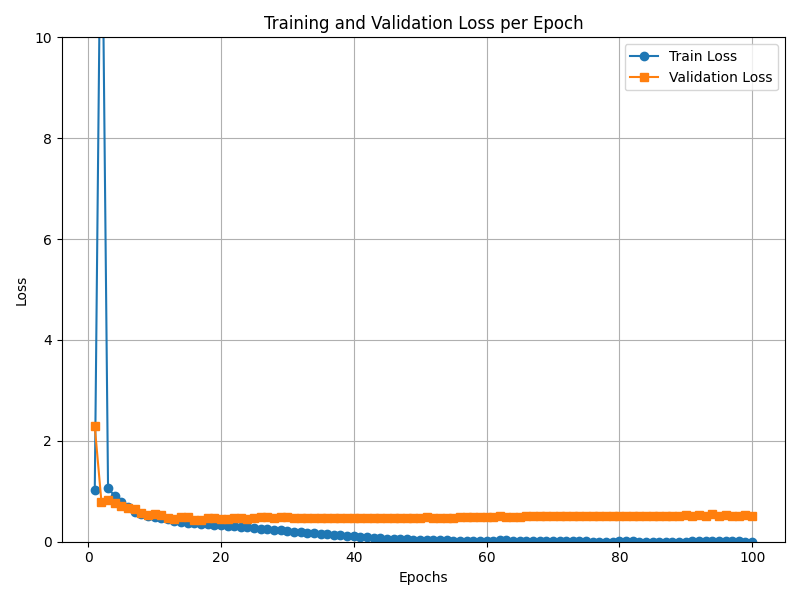 Training and Validation Loss per Epoch
Train Loss
Validation Loss
10
8
6
4
2
0
Loss
0 20 40 60 80 100
Epochs